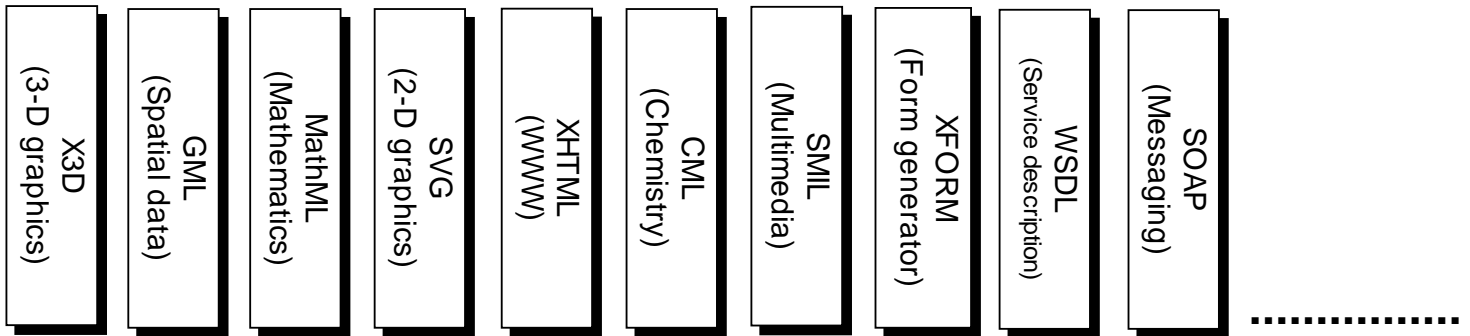 X3D
(3-D graphics)
GML
(Spatial data)
MathML
(Mathematics)
SVG
(2-D graphics)
XHTML
(WWW)
CML
(Chemistry)
SMIL
(Multimedia)
XFORM
(Form generator)
WSDL
(Service description)
SOAP
(Messaging)
................